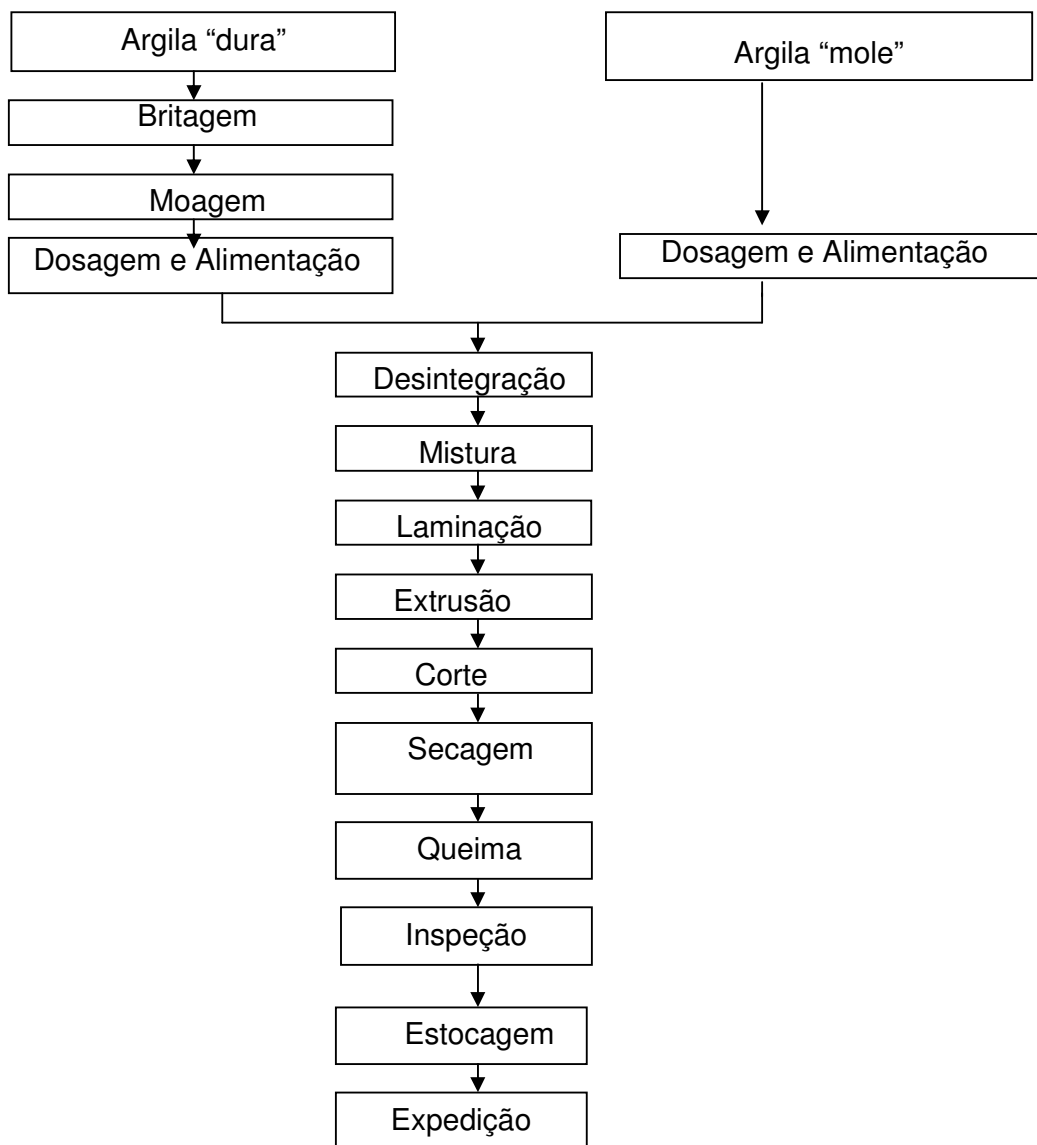 Argila “dura”
Argila “mole”
Britagem
Moagem
Dosagem e Alimentação
Dosagem e Alimentação
Desintegração
Mistura
Laminação
Extrusão
Corte
Secagem
Queima
Inspeção
Estocagem
Expedição